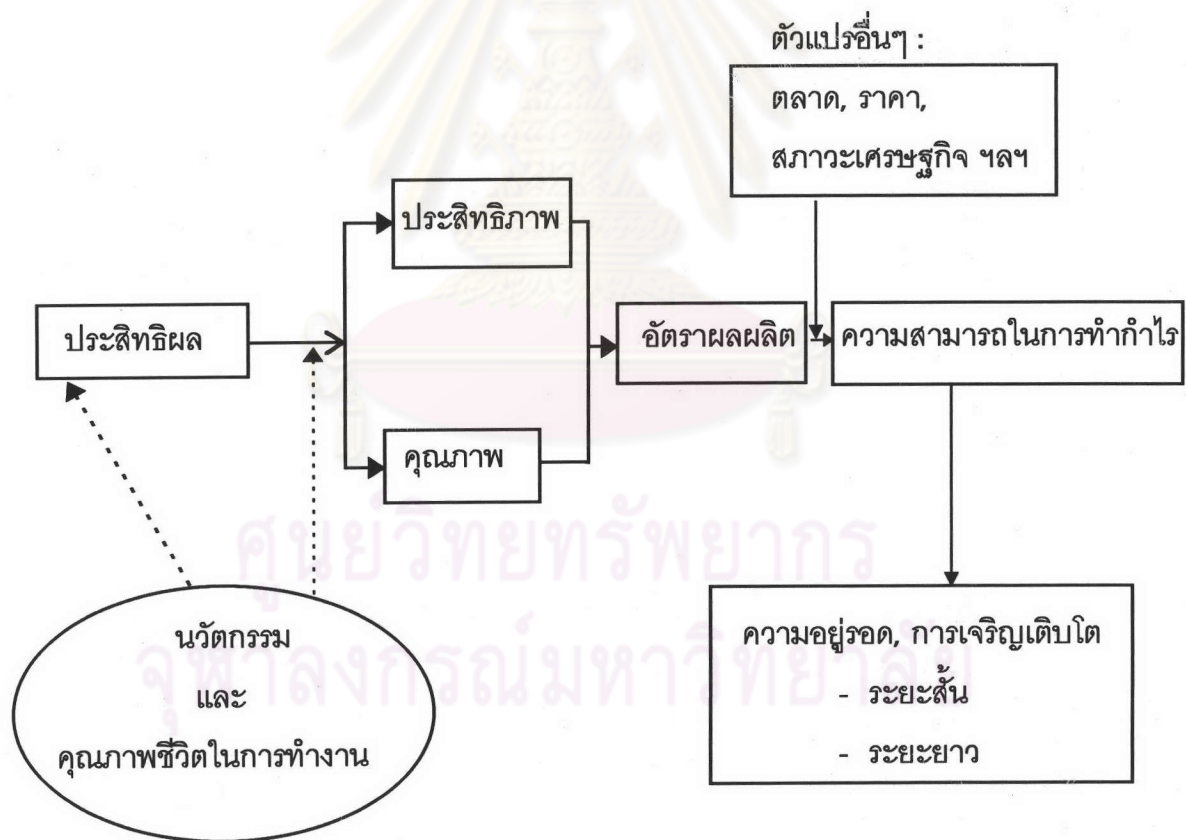 ตัวแปรอื่นๆ :
ตลาด, ราคา,
สภาวะเศรษฐกิจ ฯลฯ
ประสิทธิภาพ
ประสิทธิผล
อัตราผลผลิต
ความสามารถในการทำกำไร
คุณภาพ
ศูนย์วิทยทรัพยากร
จุฬาลงกรณ์มหาวิทยาลัย
นวัตกรรม
และ
คุณภาพชีวิตในการทำงาน
ความอยู่รอด, การเจริญเติบโต
- ระยะสั้น
- ระยะยาว